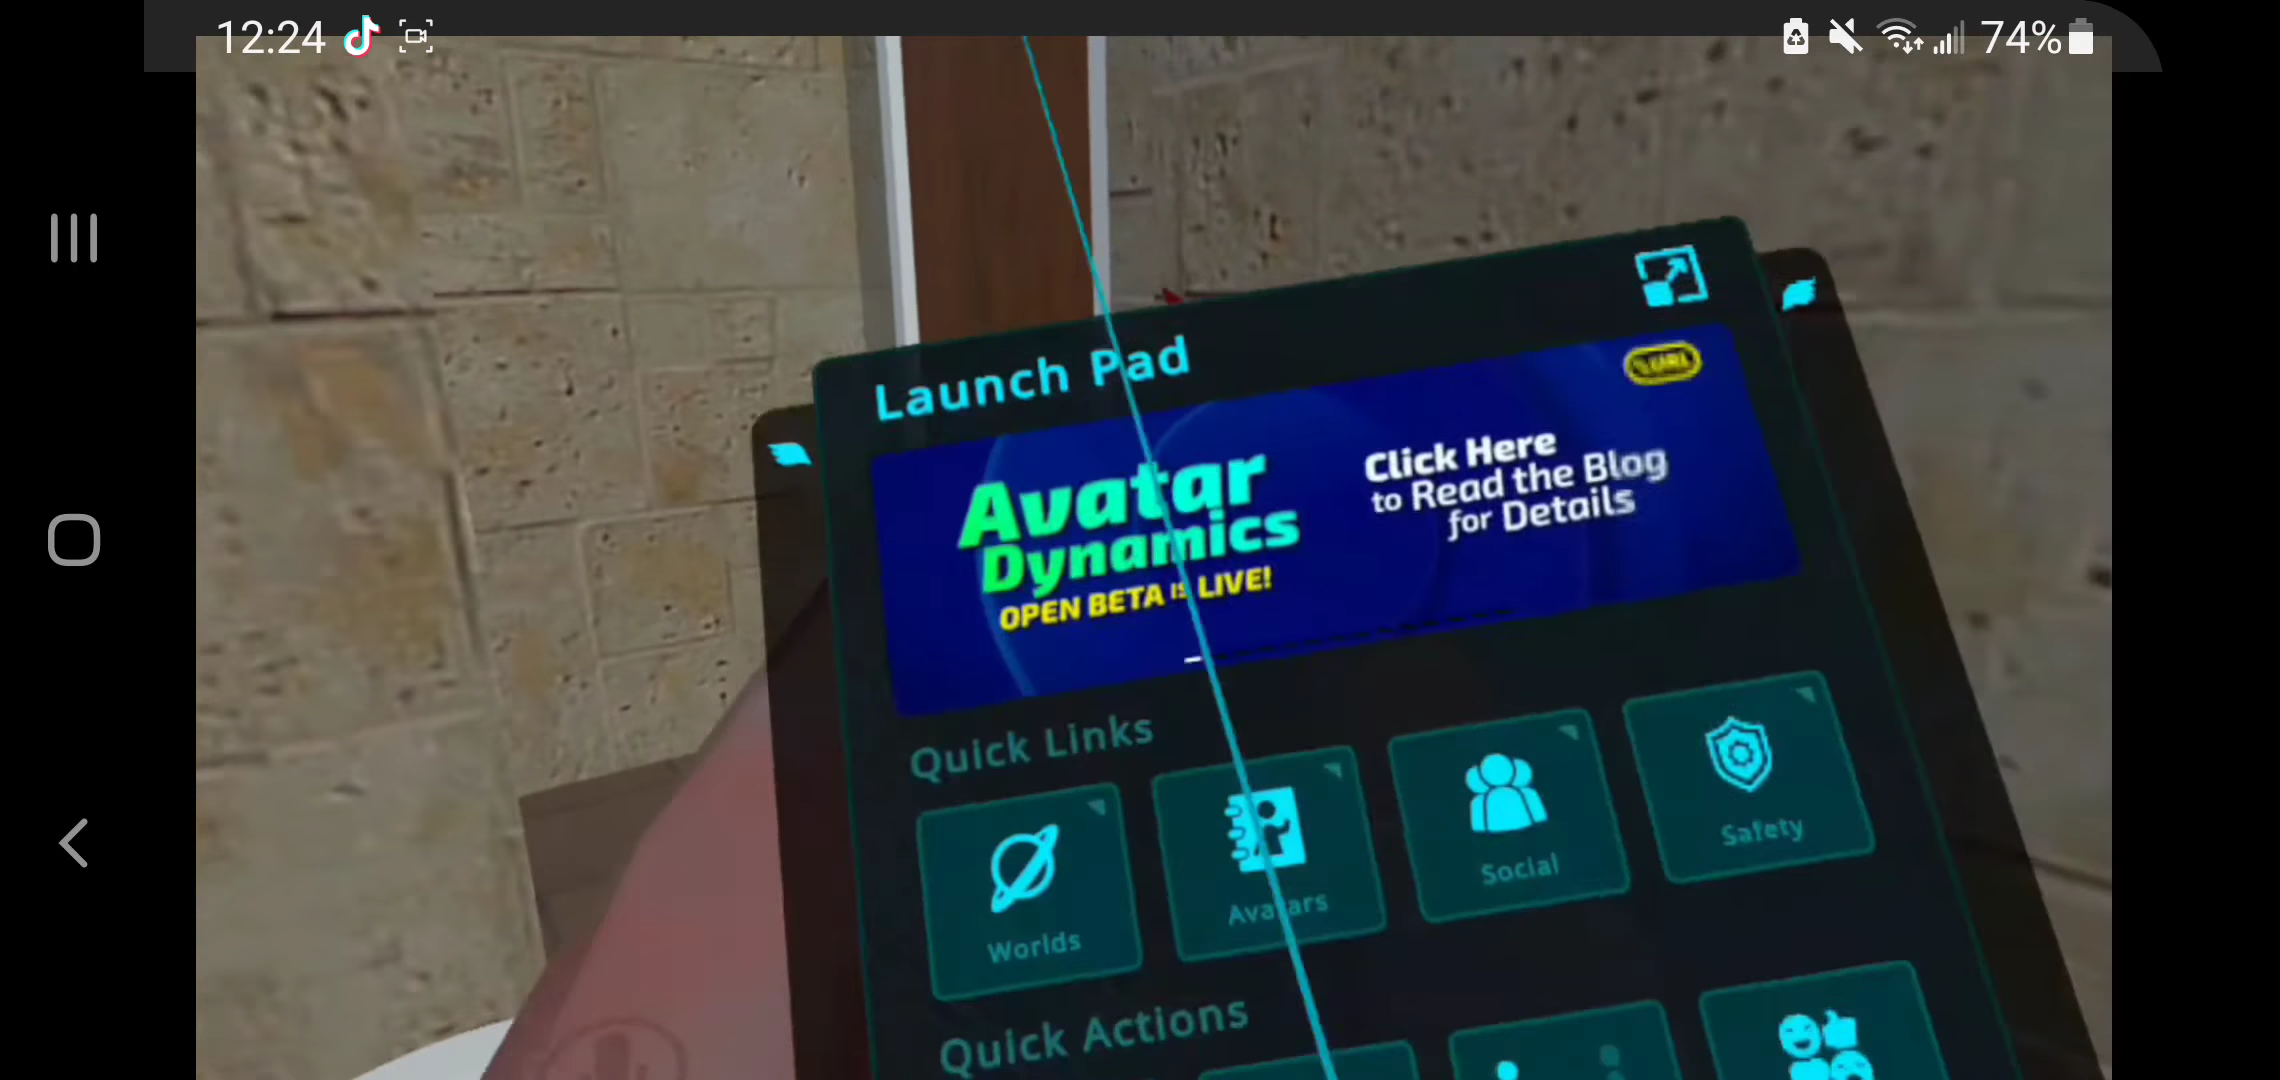 12:24
74%
Launch Pad
Avatar
Dynamics
OPEN BETA IS LIVE!
Click Here
to Read the Blog
for Details
Quick Links
Worlds
Avatars
Social
Safety
Quick Actions